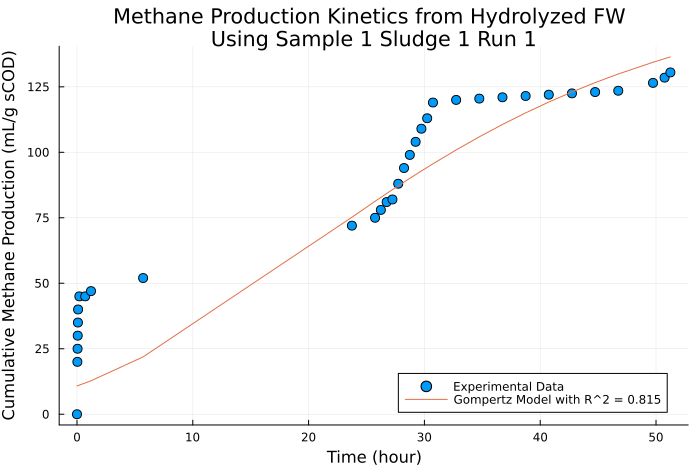 Methane Production Kinetics from Hydrolyzed FW
Using Sample 1 Sludge 1 Run 1
Cumulative Methane Production (mL/g sCOD)
125
100
75
50
25
0
0 10 20 30 40 50
Time (hour)
Experimental Data
Gompertz Model with R^2 = 0.815